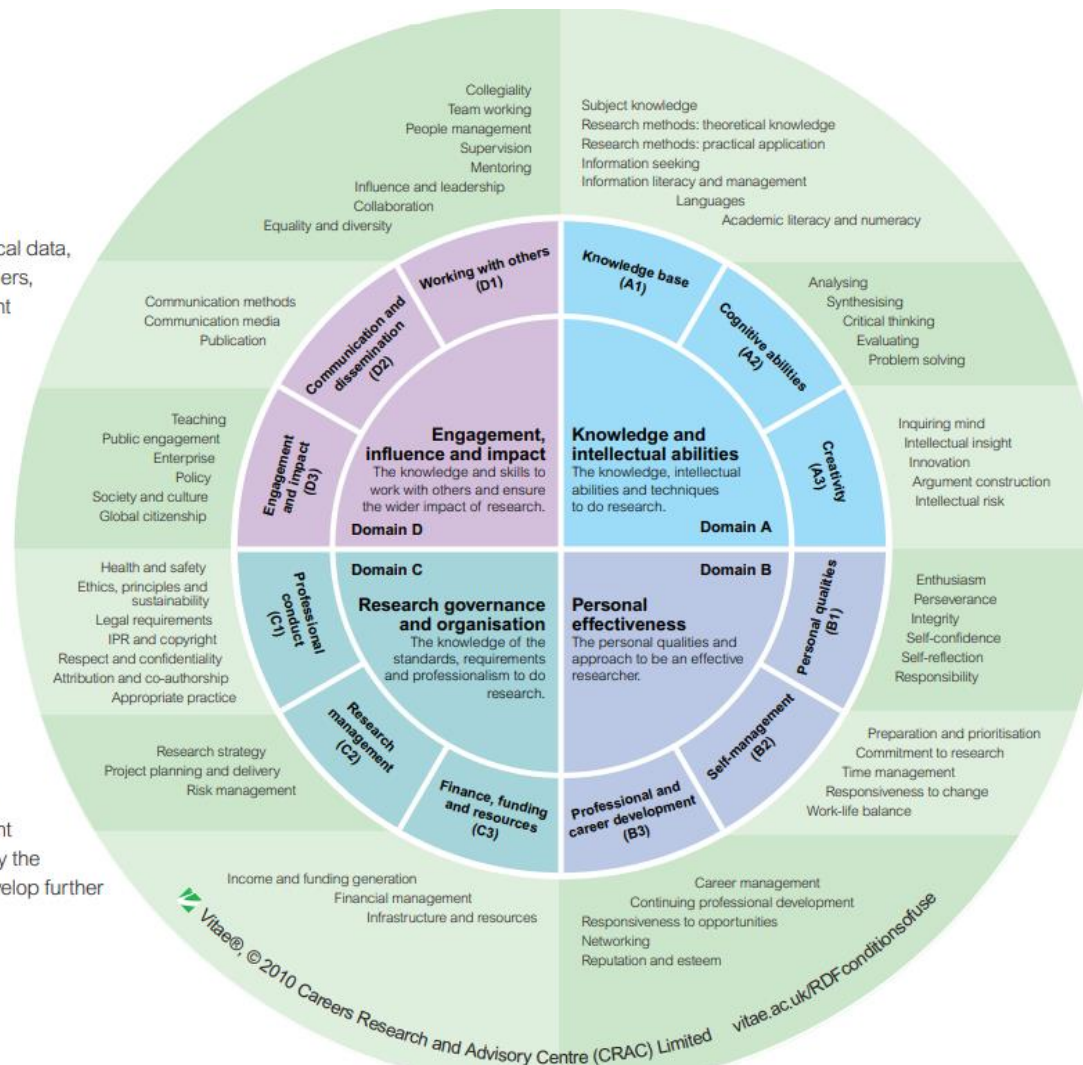 Collegiality
Team working
People management
Supervision
Mentoring
Influence and leadership
Collaboration
Equality and diversity
Subject knowledge
Research methods: theoretical knowledge
Research methods: practical application
Information seeking
Information literacy and management
Languages
Academic literacy and numeracy
cal data,
ers,
nt
Communication methods
Communication media
Publication
Working with others
(D1)
Knowledge base
(A1)
Analysing
Synthesising
Critical thinking
Evaluating
Problem solving
Communication and
dissemination
(D2)
Cognitive abilities
(A2)
Teaching
Public engagement
Enterprise
Policy
Society and culture
Global citizenship
Engagement
and impact
(D3)
Engagement,
influence and impact
The knowledge and skills to
work with others and ensure
the wider impact of research.
Domain D
Knowledge and
intellectual abilities
The knowledge, intellectual
abilities and techniques
to do research.
Domain A
Creativity
(A3)
Inquiring mind
Intellectual insight
Innovation
Argument construction
Intellectual risk
Health and safety
Ethics, principles and
sustainability
Legal requirements
IPR and copyright
Respect and confidentiality
Attribution and co-authorship
Appropriate practice
Professional
conduct
(C1)
Domain C
Research governance
and organisation
The knowledge of the
standards, requirements
and professionalism to do
research.
Domain B
Personal
effectiveness
The personal qualities and
approach to be an effective
researcher.
Personal qualities
(B1)
Enthusiasm
Perseverance
Integrity
Self-confidence
Self-reflection
Responsibility
Research strategy
Project planning and delivery
Risk management
Research
management
(C2)
Self-management
(B2)
Preparation and prioritisation
Commitment to research
Time management
Responsiveness to change
Work-life balance
Finance, funding
and resources
(C3)
Professional and
career development
(B3)
nt
y the
velop further
Income and funding generation
Financial management
Infrastructure and resources
Career management
Continuing professional development
Responsiveness to opportunities
Networking
Reputation and esteem
Vitae®, © 2010 Careers Research and Advisory Centre (CRAC) Limited
vitae.ac.uk/RDFconditionsofuse